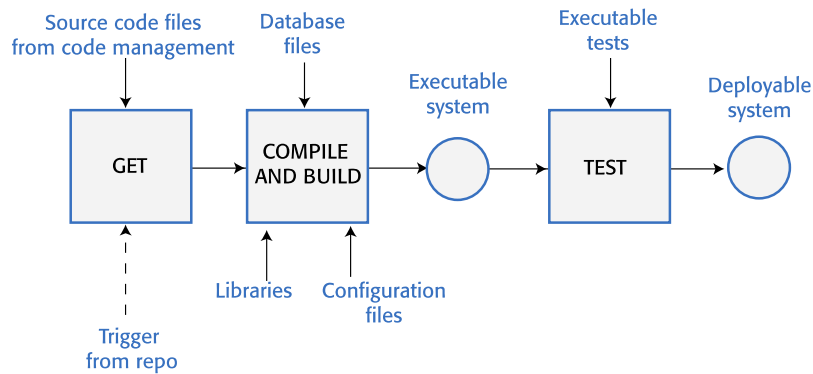 Source code files
from code management
Database
files
Executable
tests
Executable
system
Deployable
system
GET
COMPILE
AND BUILD
TEST
Libraries
Configuration
files
Trigger
from repo